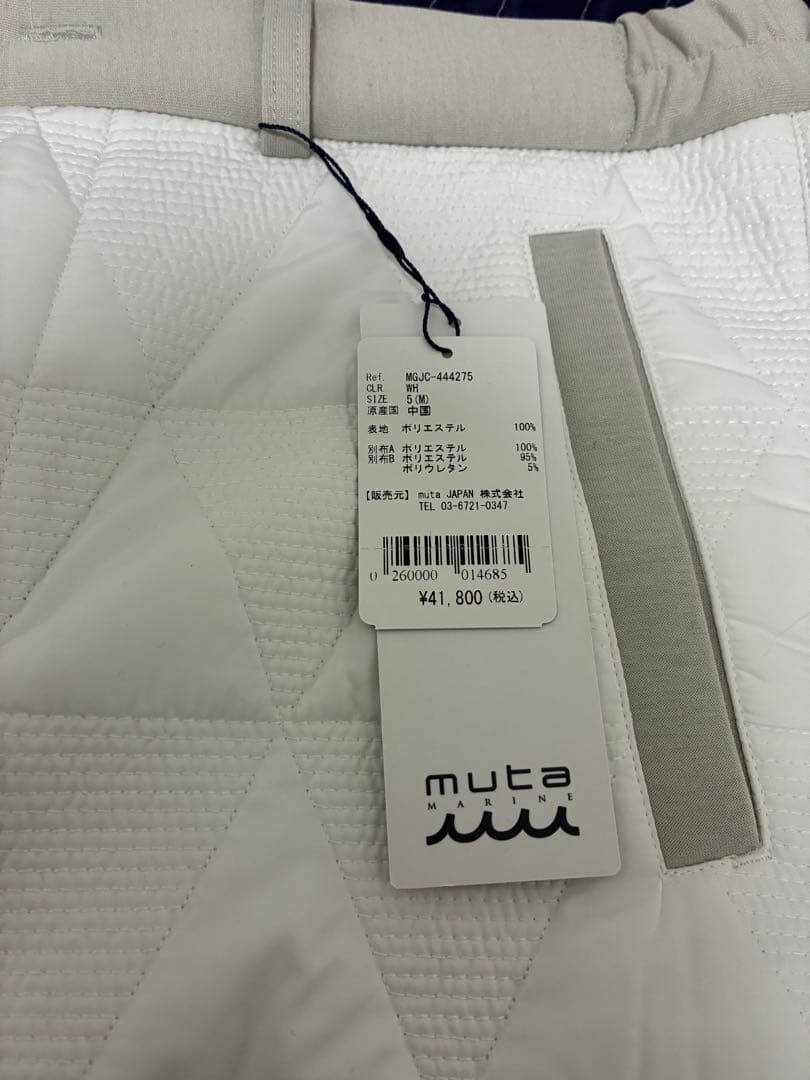 Ref. MGJC-444275
CLR. WH
SIZE. 5(M)
原産国 中国
表地 ポリエステル 100%
別布A ポリエステル 100%
別布B ポリエステル 95%
ポリウレタン 5%
【販売元】 muta JAPAN 株式会社
TEL 03-6721-0347
0 260000 014685
¥41,800(税込)
muta
MARINE